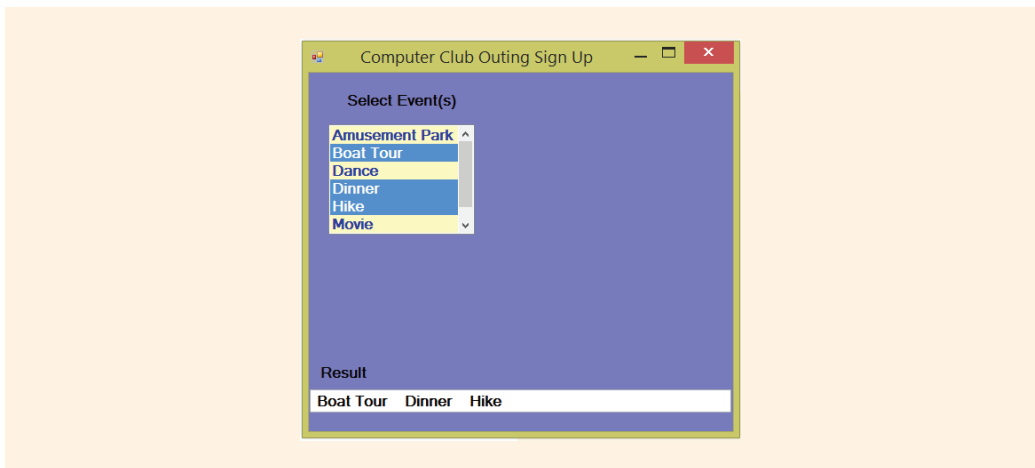 Computer Club Outing Sign Up
Select Event(s)
Amusement Park
Boat Tour
Dance
Dinner
Hike
Movie
Result
Boat Tour Dinner Hike